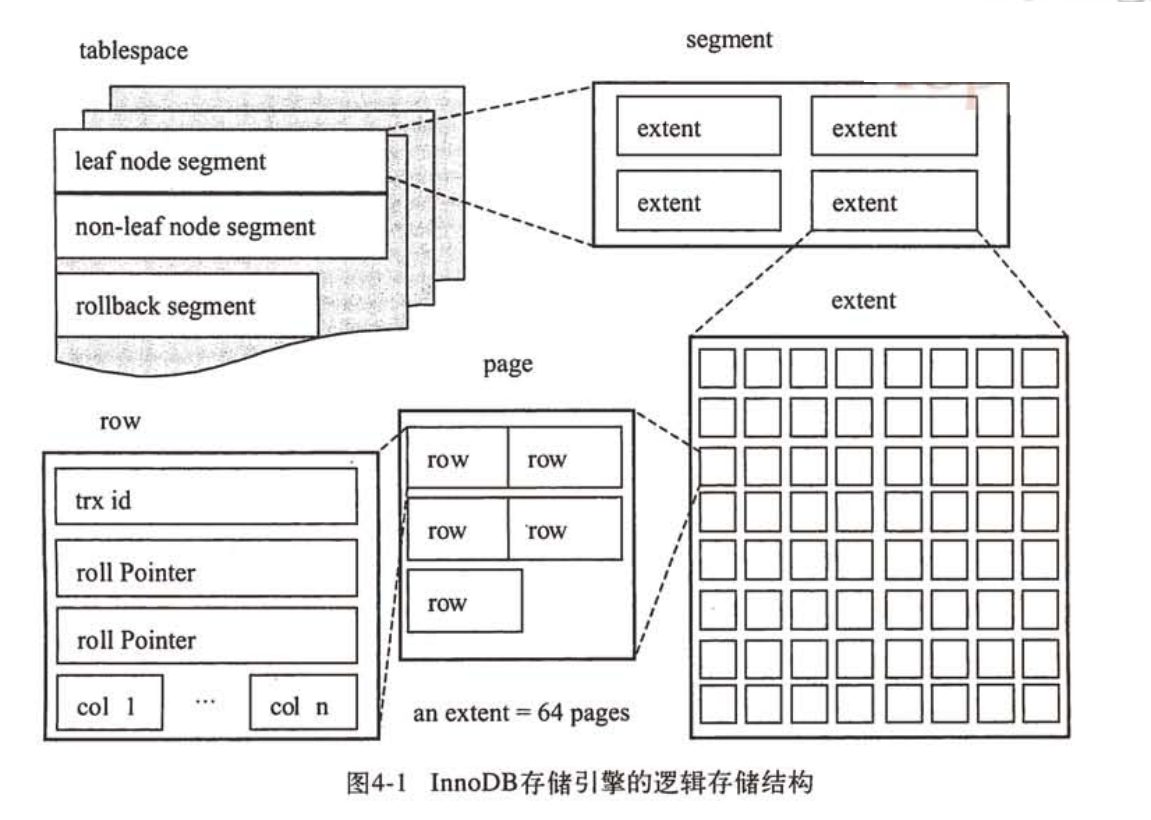 tablespace
segment
leaf node segment
non-leaf node segment
rollback segment
extent
extent
extent
extent
extent
page
row
row
row
row
row
row
trx id
roll Pointer
roll Pointer
col 1 ... col n
an extent = 64 pages
图4-1 InnoDB存储引擎的逻辑存储结构